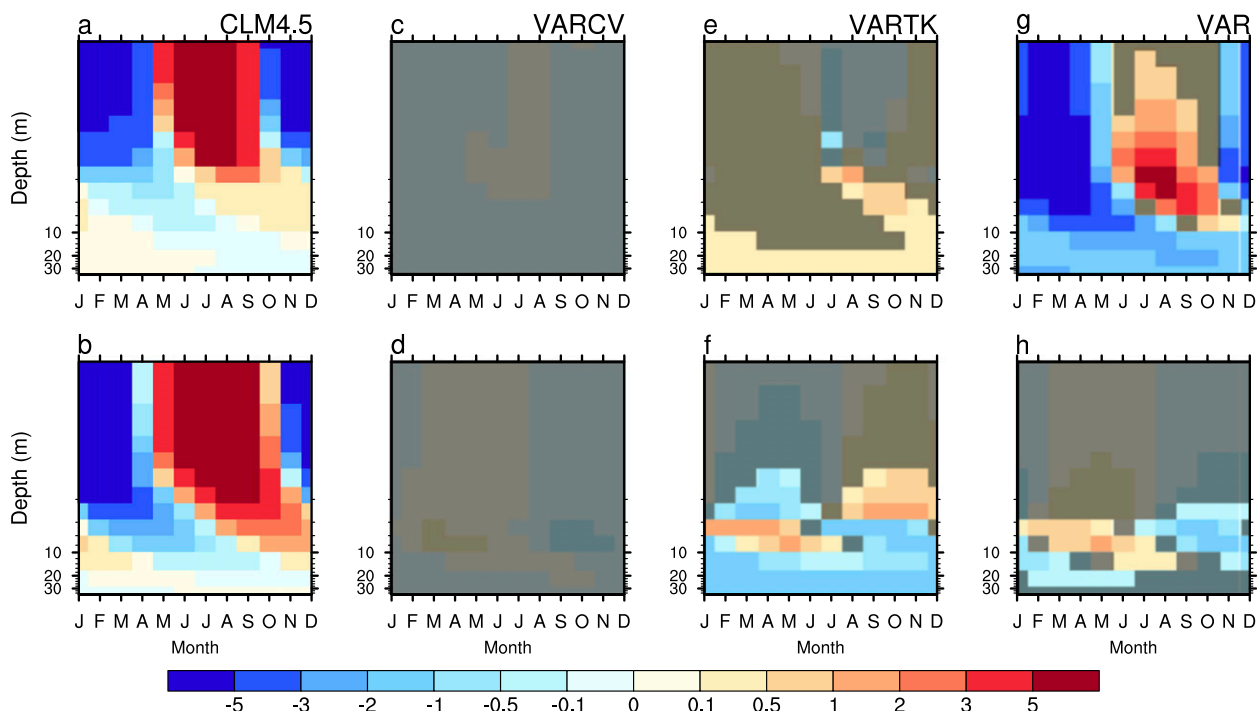 a CLM4.5 c VARCV e VARTK g VAR
Depth (m)
10 10 10 10
20 20 20 20
30 30 30 30
J F M A M J J A S O N D J F M A M J J A S O N D J F M A M J J A S O N D J F M A M J J A S O N D
b d f h
Depth (m)
10 10 10 10
20 20 20 20
30 30 30 30
J F M A M J J A S O N D J F M A M J J A S O N D J F M A M J J A S O N D J F M A M J J A S O N D
Month Month Month Month
-5 -3 -2 -1 -0.5 -0.1 0 0.1 0.5 1 2 3 5